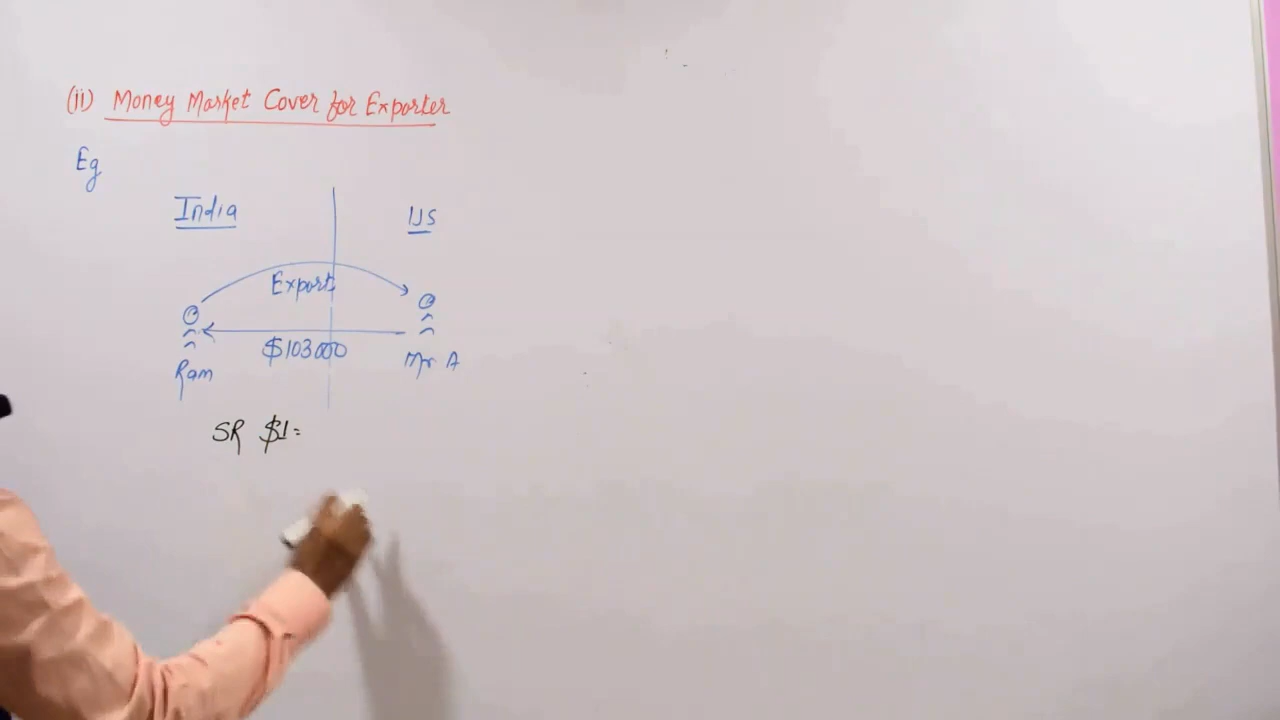 (ii) Money Market Cover for Exporter
Eg
India US
Export
$103000
Ram Mr A
SR $1=